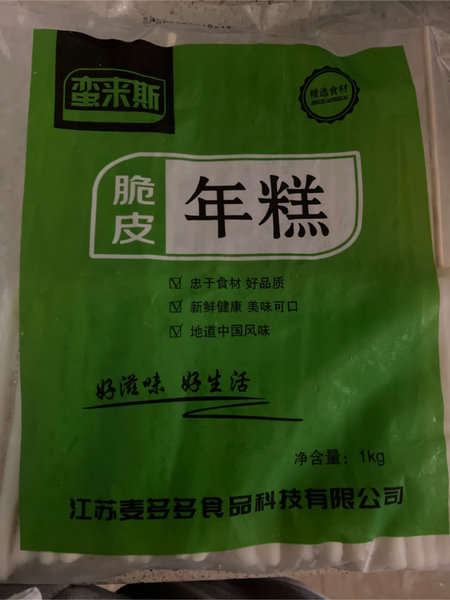 蛮来斯
精选食材
JINGXUANSHICAI
脆皮
年糕
忠于食材 好品质
新鲜健康 美味可口
地道中国风味
好滋味 好生活
净含量：1kg
江苏麦多多食品科技有限公司